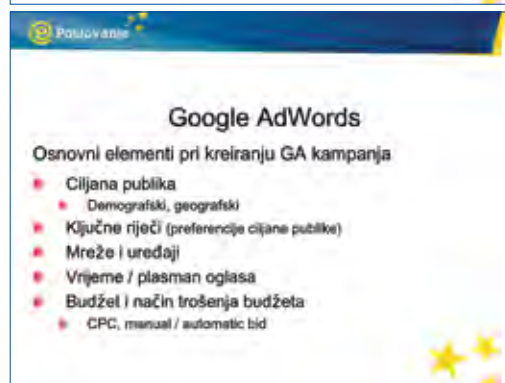 e Poslovanje
Google AdWords
Osnovni elementi pri kreiranju GA kampanja
Ciljana publika
Demografski, geografski
Ključne riječi (preferencije ciljane publike)
Mreže i uređaji
Vrijeme / plasman oglasa
Budžet i način trošenja budžeta
CPC, manual / automatic bid